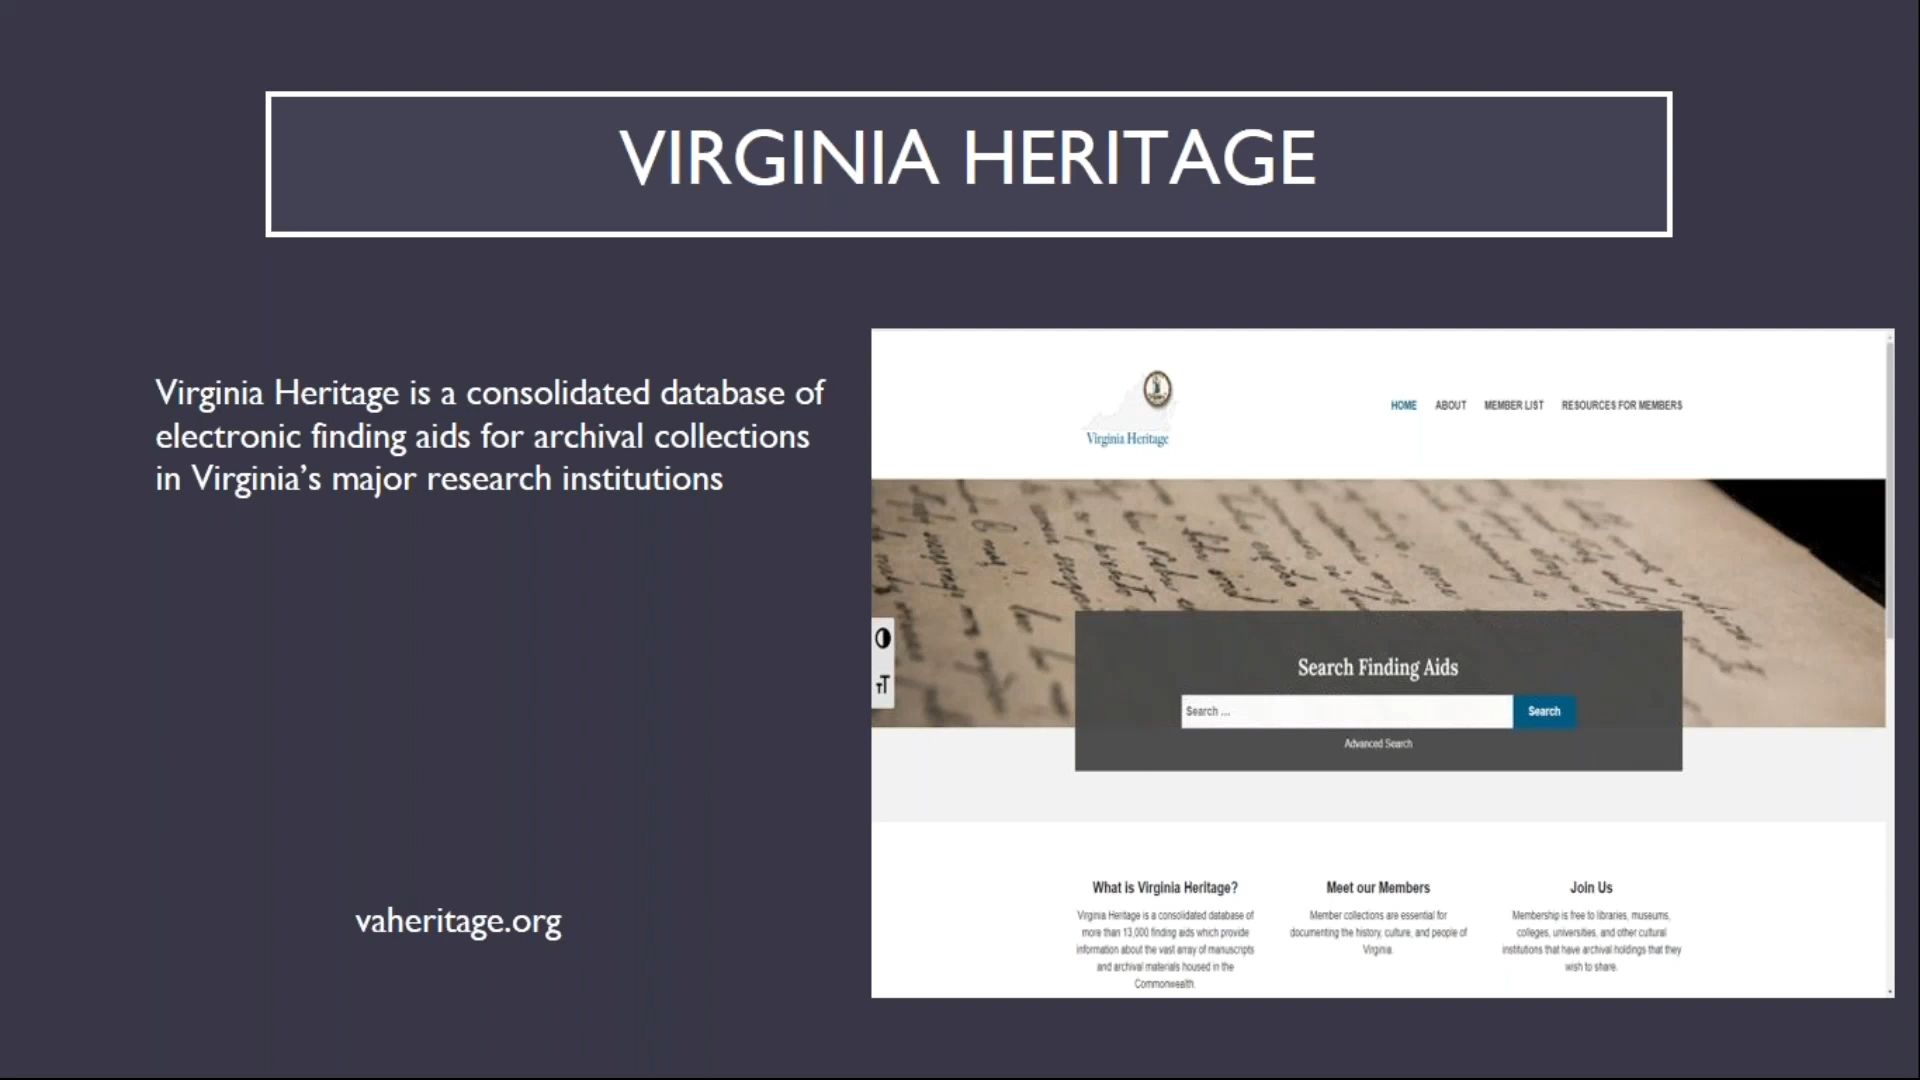 VIRGINIA HERITAGE
Virginia Heritage is a consolidated database of
electronic finding aids for archival collections
in Virginia's major research institutions
vaheritage.org
Virginia Heritage
HOME ABOUT MEMBER LIST RESOURCES FOR MEMBERS
Search Finding Aids
Search ... Search
Advanced Search
What is Virginia Heritage?
Virginia Heritage is a consolidated database of
more than 13,000 finding aids which provide
information about the vast array of manuscripts
and archival materials housed in the
Commonwealth.
Meet our Members
Member collections are essential for
documenting the history, culture, and people of
Virginia.
Join Us
Membership is free to libraries, museums,
colleges, universities, and other cultural
institutions that have archival holdings that they
wish to share.